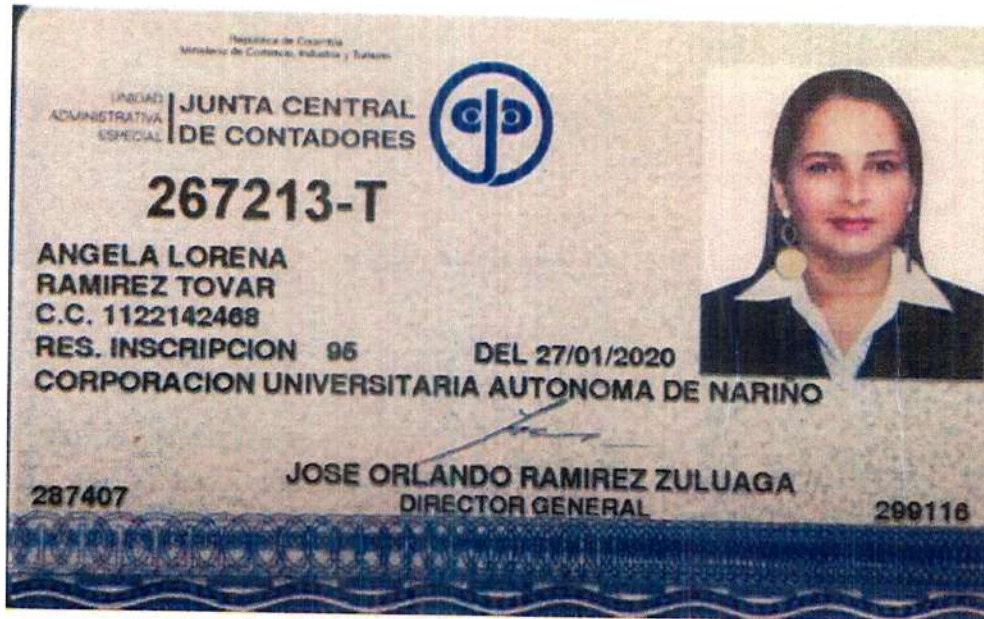 República de Colombia
Ministerio de Comercio, Industria y Turismo
UNIDAD
ADMINISTRATIVA
ESPECIAL
JUNTA CENTRAL
DE CONTADORES
267213-T
ANGELA LORENA
RAMIREZ TOVAR
C.C. 1122142468
RES. INSCRIPCION 95 DEL 27/01/2020
CORPORACION UNIVERSITARIA AUTONOMA DE NARIÑO
JOSE ORLANDO RAMIREZ ZULUAGA
DIRECTOR GENERAL
287407
299116